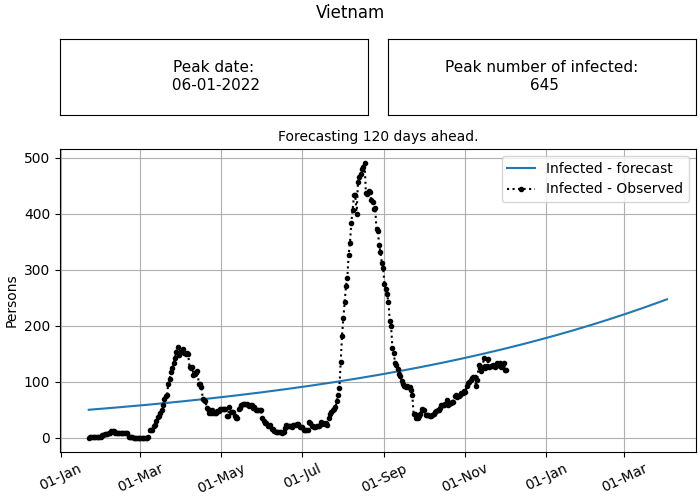 Vietnam
Peak date:
06-01-2022
Peak number of infected:
645
Forecasting 120 days ahead.
Infected - forecast
Infected - Observed
Persons
500
400
300
200
100
0
01-Jan
01-Mar
01-May
01-Jul
01-Sep
01-Nov
01-Jan
01-Mar